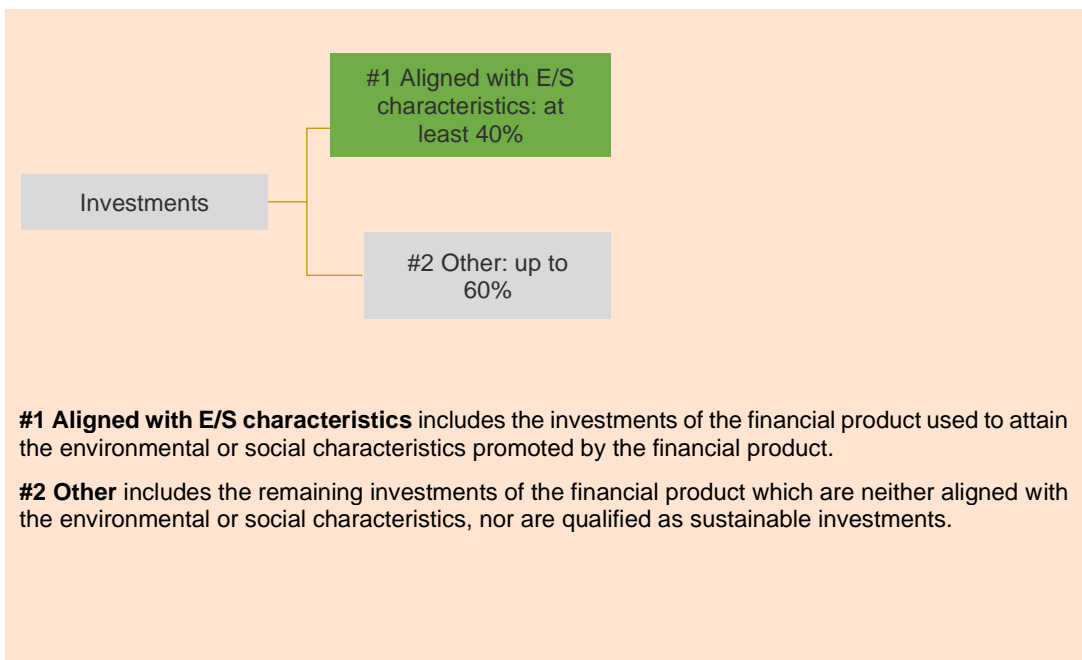 #1 Aligned with E/S
characteristics: at
least 40%
Investments
#2 Other: up to
60%
#1 Aligned with E/S characteristics includes the investments of the financial product used to attain
the environmental or social characteristics promoted by the financial product.
#2 Other includes the remaining investments of the financial product which are neither aligned with
the environmental or social characteristics, nor are qualified as sustainable investments.